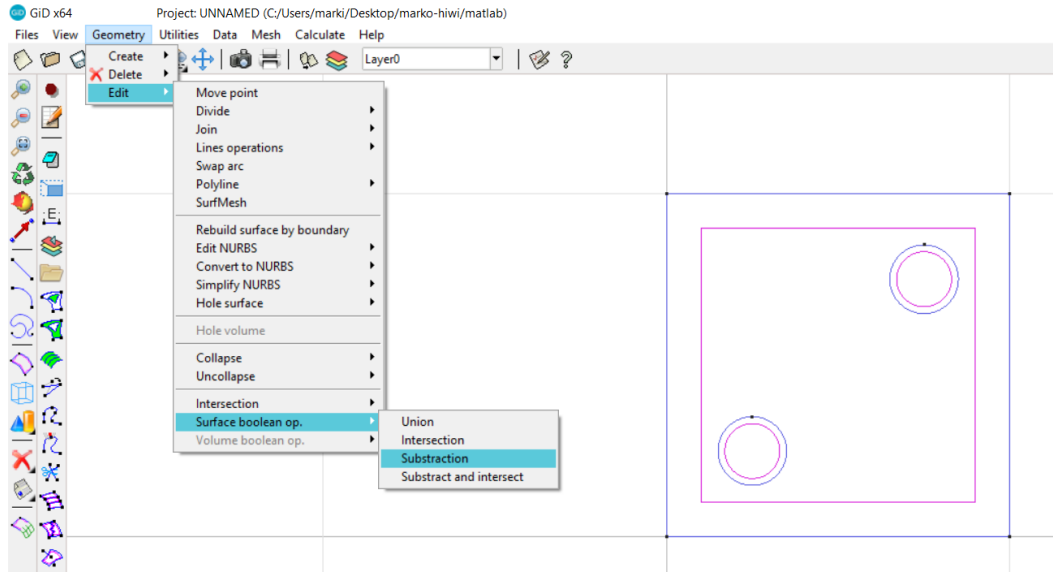 GiD x64 Project: UNNAMED (C:/Users/marki/Desktop/marko-hiwi/matlab)
Files View Geometry Utilities Data Mesh Calculate Help
Layer0
Create
Delete
Edit
Move point
Divide
Join
Lines operations
Swap arc
Polyline
SurfMesh
Rebuild surface by boundary
Edit NURBS
Convert to NURBS
Simplify NURBS
Hole surface
Hole volume
Collapse
Uncollapse
Intersection
Surface boolean op.
Volume boolean op.
Union
Intersection
Substraction
Substract and intersect
E